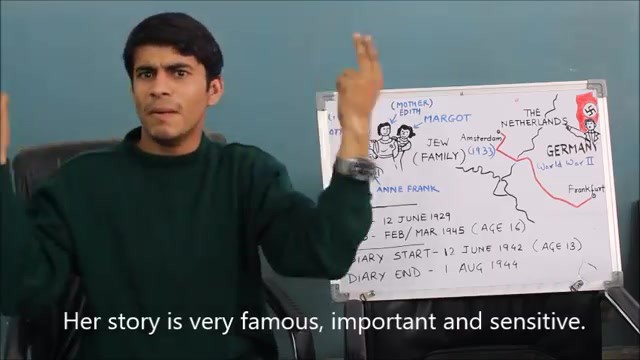 (MOTHER)
EDITH
MARGOT
THE
NETHERLANDS
Amsterdam
(1933)
JEW
(FAMILY)
GERMANY
World War II
Frankfurt
ANNE FRANK
12 JUNE 1929
FEB/MAR 1945 (AGE 16)
DIARY START - 12 JUNE 1942 (AGE 13)
DIARY END - 1 AUG 1944
Her story is very famous, important and sensitive.